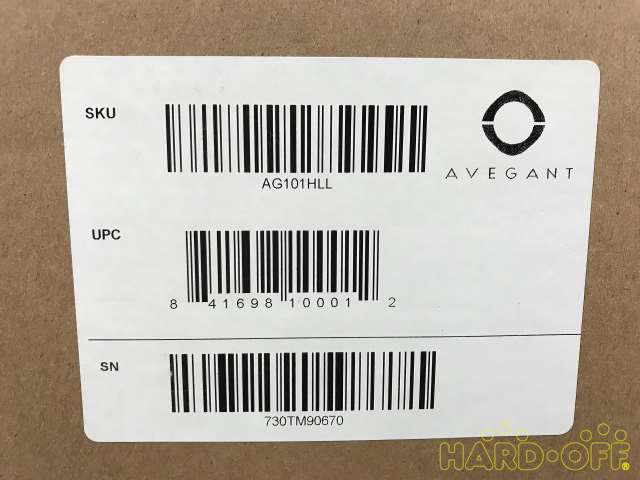 SKU
AG101HLL
AVEGANT
UPC
8 41698 10001 2
SN
730TM90670
HARD·OFF®